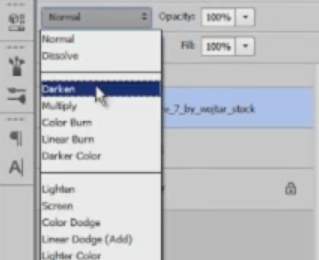 Normal
Opacity: 100%
Fill: 100%
Normal
Dissolve
Darken
Multiply
Color Burn
Linear Burn
Darker Color
_7_by_wojtar_stock
Lighten
Screen
Color Dodge
Linear Dodge (Add)
Lighter Color
A